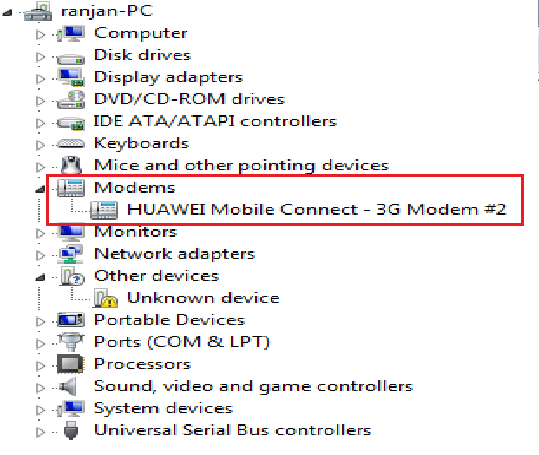 ranjan-PC
Computer
Disk drives
Display adapters
DVD/CD-ROM drives
IDE ATA/ATAPI controllers
Keyboards
Mice and other pointing devices
Modems
HUAWEI Mobile Connect - 3G Modem #2
Monitors
Network adapters
Other devices
Unknown device
Portable Devices
Ports (COM & LPT)
Processors
Sound, video and game controllers
System devices
Universal Serial Bus controllers